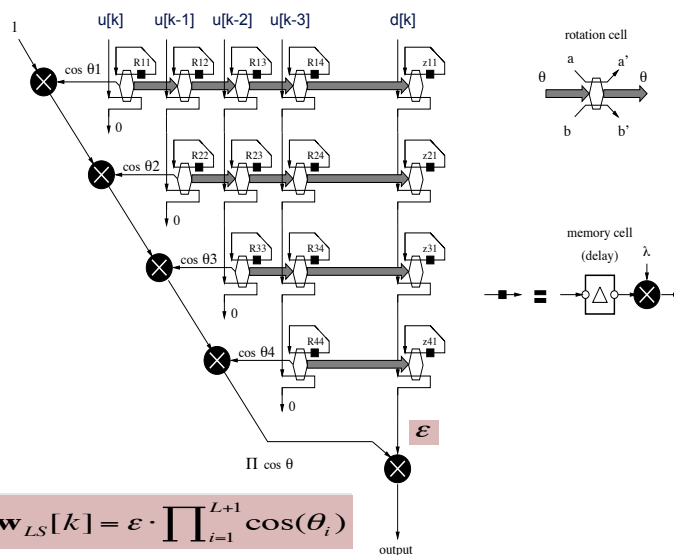 1 u[k] u[k-1] u[k-2] u[k-3] d[k]
R11 R12 R13 R14 z11
cos θ1
0
rotation cell
a a'
θ θ
b b'
R22 R23 R24 z21
cos θ2
0
R33 R34 z31
cos θ3
0
memory cell
(delay)
λ
Δ
R44 z41
cos θ4
0
ε
Π cos θ
w_{LS}[k] = ε · ∏_{i=1}^{L+1} cos(θ_i)
output